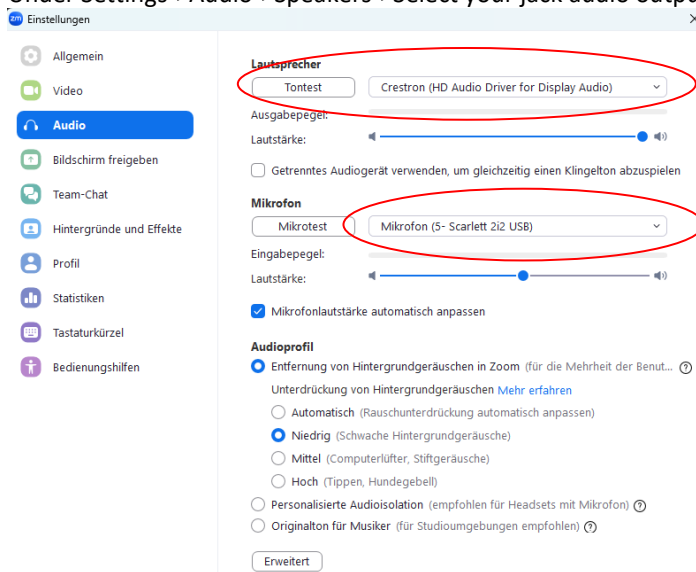 Under Settings › Audio › Speakers › Select your jack audio outpu
zm Einstellungen
Allgemein
Video
Audio
Bildschirm freigeben
Team-Chat
Hintergründe und Effekte
Profil
Statistiken
Tastaturkürzel
Bedienungshilfen
Lautsprecher
Tontest Crestron (HD Audio Driver for Display Audio)
Ausgabepegel:
Lautstärke:
Getrenntes Audiogerät verwenden, um gleichzeitig einen Klingelton abzuspielen
Mikrofon
Mikrotest Mikrofon (5- Scarlett 2i2 USB)
Eingabepegel:
Lautstärke:
Mikrofonlautstärke automatisch anpassen
Audioprofil
Entfernung von Hintergrundgeräuschen in Zoom (für die Mehrheit der Benut...
Unterdrückung von Hintergrundgeräuschen Mehr erfahren
Automatisch (Rauschunterdrückung automatisch anpassen)
Niedrig (Schwache Hintergrundgeräusche)
Mittel (Computerlüfter, Stiftgeräusche)
Hoch (Tippen, Hundegebell)
Personalisierte Audioisolation (empfohlen für Headsets mit Mikrofon)
Originalton für Musiker (für Studioumgebungen empfohlen)
Erweitert